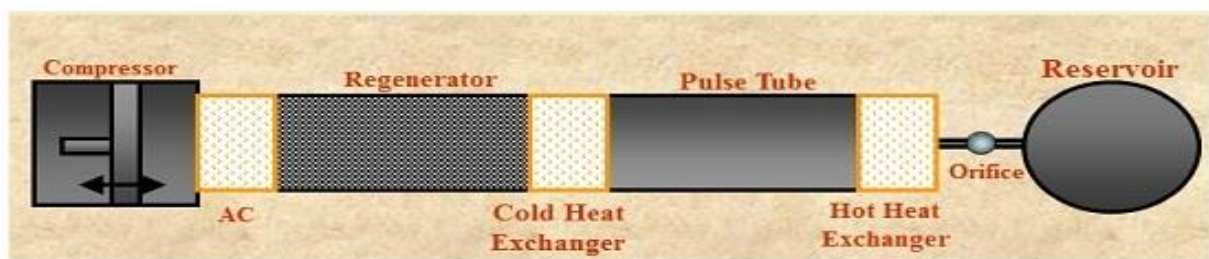 Compressor
Regenerator
Pulse Tube
Reservoir
AC
Cold Heat
Exchanger
Hot Heat
Exchanger
Orifice